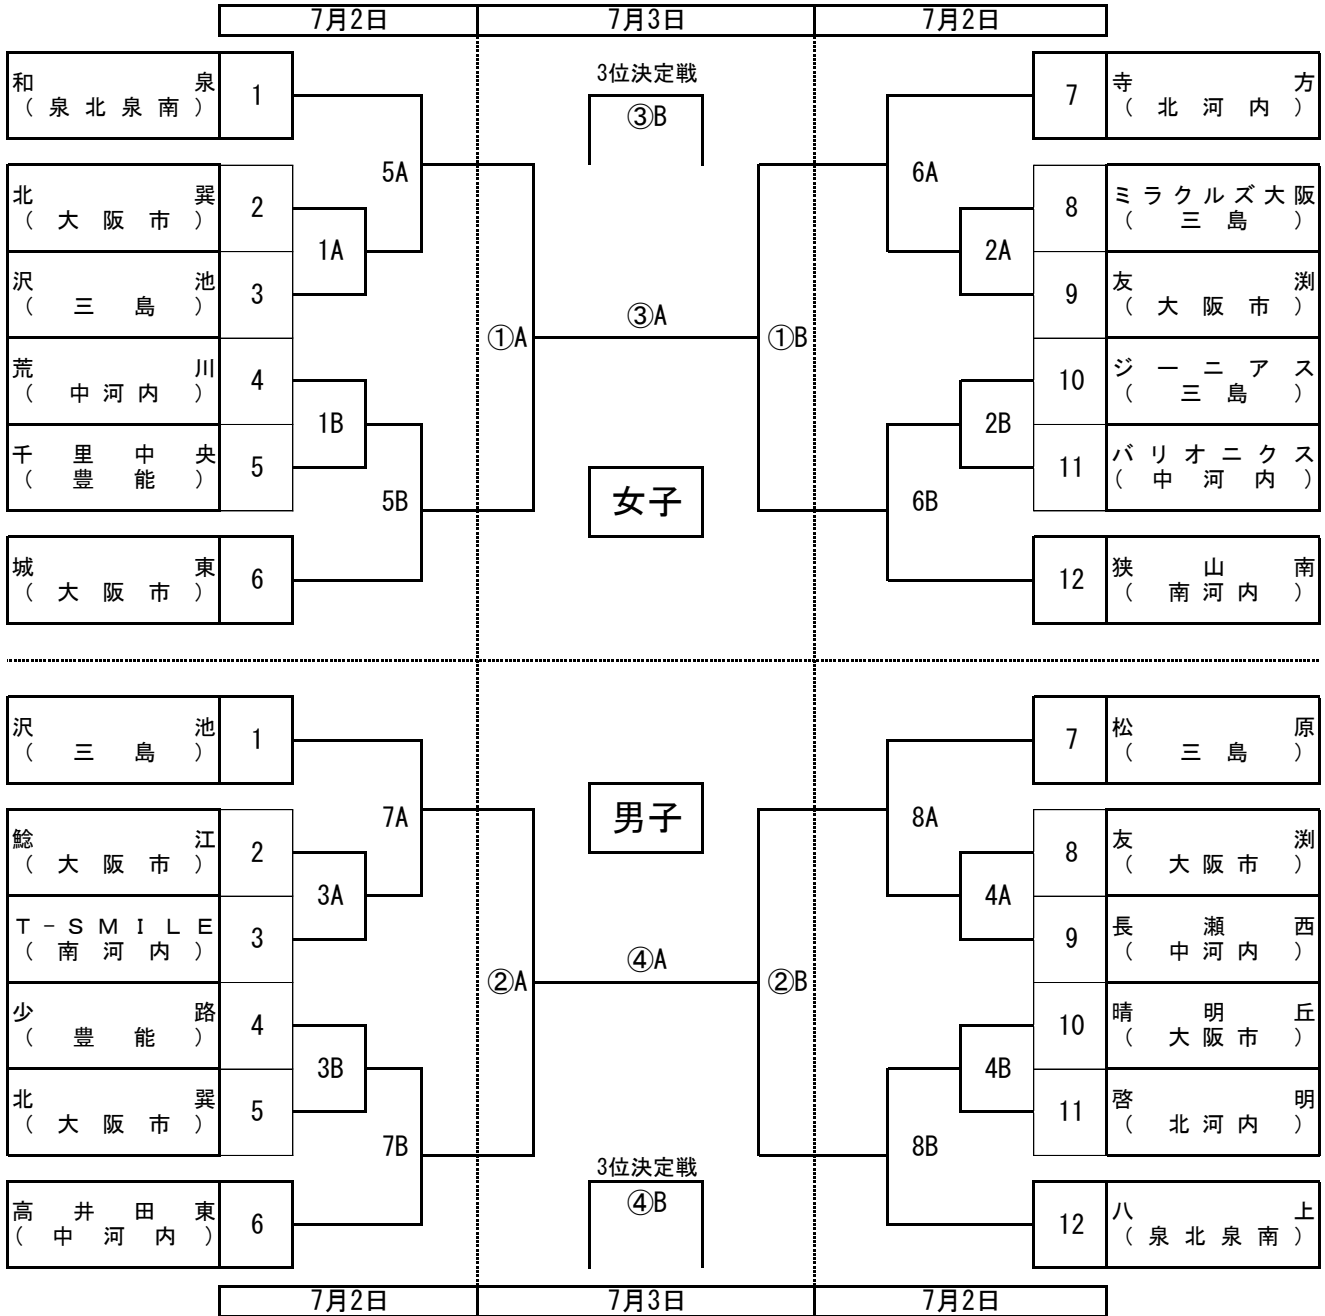 7月2日 7月3日 7月2日
3位決定戦
③B
和泉
(泉北泉南)
1
北巽
(大阪市)
2
沢池
(三島)
3
荒川
(中河内)
4
千里中央
(豊能)
5
城東
(大阪市)
6
5A
1A
1B
5B
①A
③A
①B
女子
6A
2A
2B
6B
7
寺方
(北河内)
8
ミラクルズ大阪
(三島)
9
友渕
(大阪市)
10
ジーニアス
(三島)
11
バリオニクス
(中河内)
12
狭山南
(南河内)
沢池
(三島)
1
鯰江
(大阪市)
2
T-SMILE
(南河内)
3
少路
(豊能)
4
北巽
(大阪市)
5
高井田東
(中河内)
6
7A
3A
3B
7B
男子
②A
④A
②B
3位決定戦
④B
8A
4A
4B
8B
7
松原
(三島)
8
友渕
(大阪市)
9
長瀬西
(中河内)
10
晴明丘
(大阪市)
11
啓明
(北河内)
12
八上
(泉北泉南)
7月2日 7月3日 7月2日